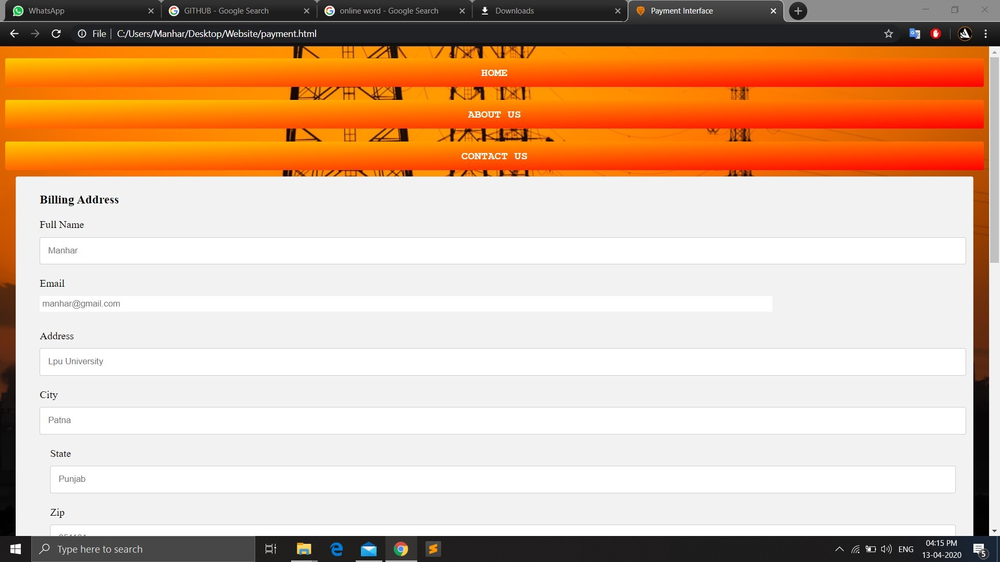 WhatsApp
GITHUB - Google Search
online word - Google Search
Downloads
Payment Interface
File
C:/Users/Manhar/Desktop/Website/payment.html
HOME
ABOUT US
CONTACT US
Billing Address
Full Name
Manhar
Email
manhar@gmail.com
Address
Lpu University
City
Patna
State
Punjab
Zip
Type here to search
ENG
04:15 PM
13-04-2020
5